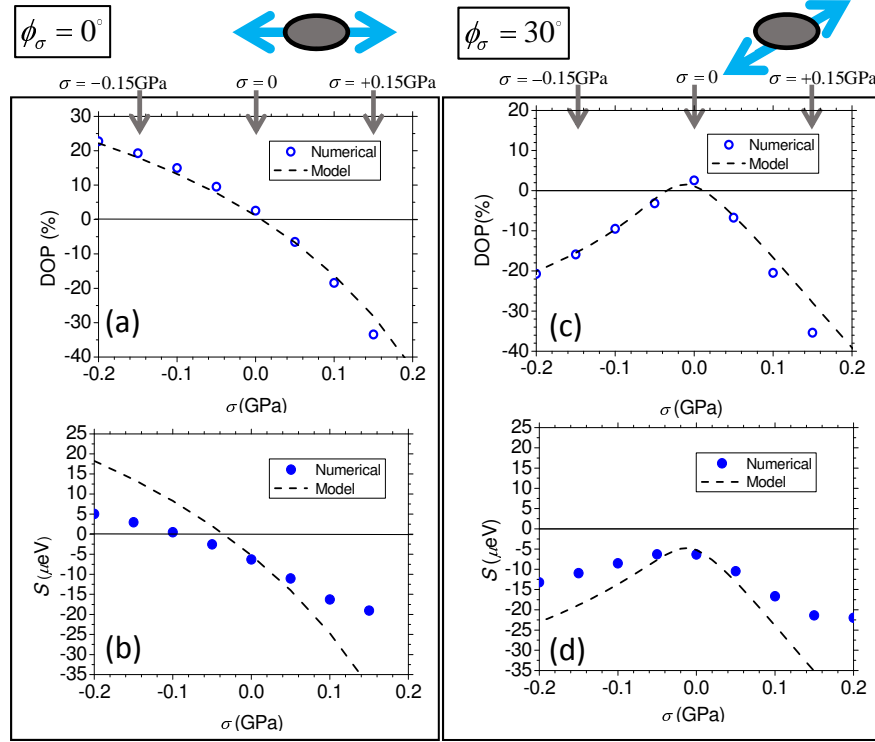 ϕσ = 0°
ϕσ = 30°
σ = −0.15GPa σ = 0 σ = +0.15GPa
σ = −0.15GPa σ = 0 σ = +0.15GPa
30
20
10
0
-10
-20
-30
-40
DOP (%)
Numerical
Model
(a)
-0.2 -0.1 0.0 0.1 0.2
σ (GPa)
20
10
0
-10
-20
-30
-40
DOP(%)
Numerical
Model
(c)
-0.2 -0.1 0.0 0.1 0.2
σ (GPa)
25
20
15
10
5
0
-5
-10
-15
-20
-25
-30
-35
S (μeV)
Numerical
Model
(b)
-0.2 -0.1 0.0 0.1 0.2
σ (GPa)
25
20
15
10
5
0
-5
-10
-15
-20
-25
-30
-35
S (μeV)
Numerical
Model
(d)
-0.2 -0.1 0.0 0.1 0.2
σ (GPa)